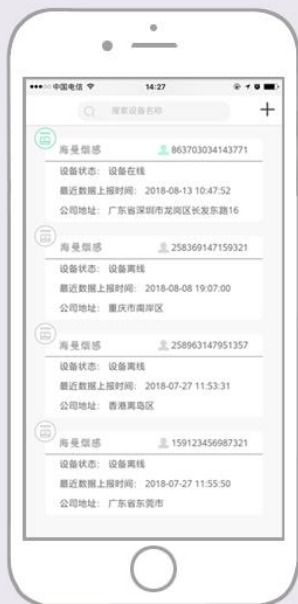 中国电信 14:27
搜索设备名称
海曼烟感 863703034143771
设备状态: 设备在线
最近数据上报时间: 2018-08-13 10:47:52
公司地址: 广东省深圳市龙岗区长发东路16
海曼烟感 258369147159321
设备状态: 设备离线
最近数据上报时间: 2018-08-08 19:07:00
公司地址: 重庆市南岸区
海曼烟感 258963147951357
设备状态: 设备离线
最近数据上报时间: 2018-07-27 11:53:31
公司地址: 香港离岛区
海曼烟感 159123456987321
设备状态: 设备离线
最近数据上报时间: 2018-07-27 11:55:50
公司地址: 广东省东莞市